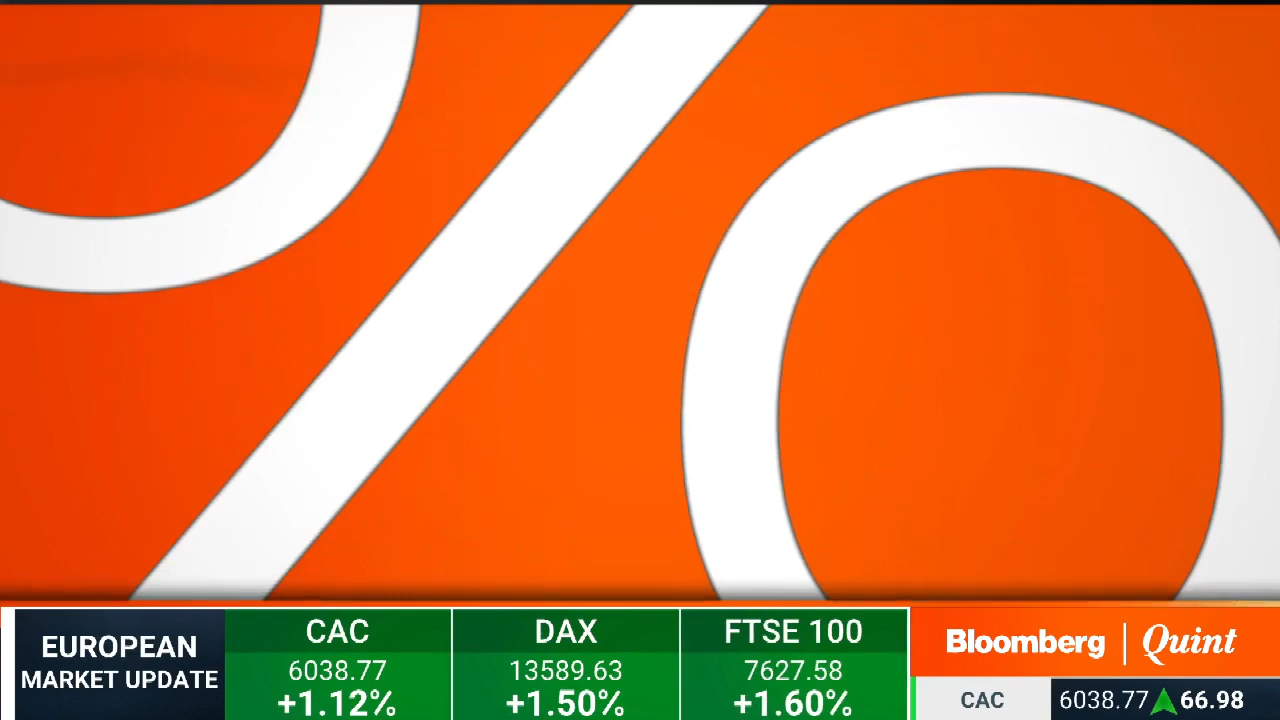 %
EUROPEAN
MARKET UPDATE
CAC
6038.77
+1.12%
DAX
13589.63
+1.50%
FTSE 100
7627.58
+1.60%
Bloomberg | Quint
CAC 6038.77 ▲ 66.98